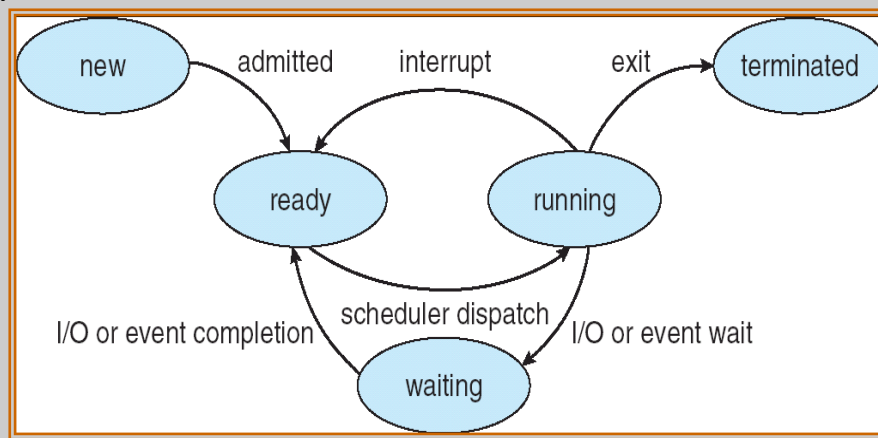 new
admitted
interrupt
exit
terminated
ready
running
scheduler dispatch
I/O or event completion
I/O or event wait
waiting